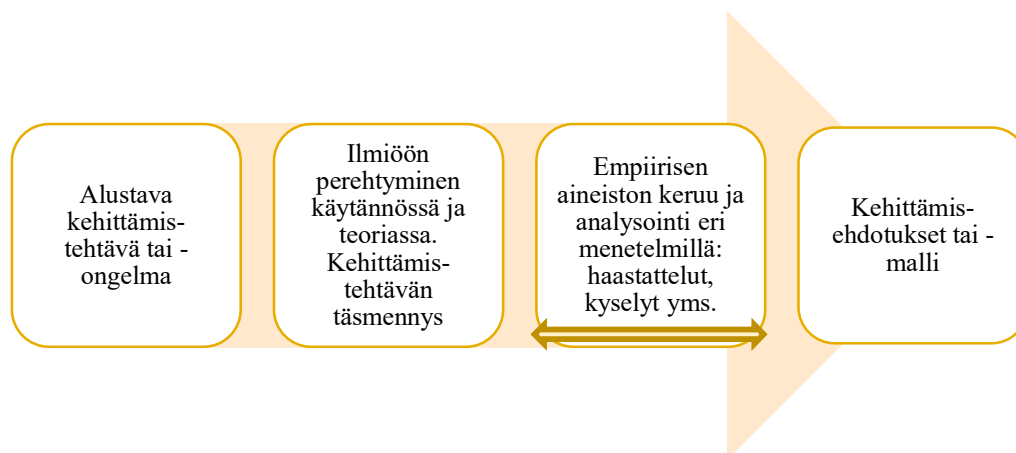 Alustava
kehittämis-
tehtävä tai -
ongelma
Ilmiöön
perehtyminen
käytännössä ja
teoriassa.
Kehittämis-
tehtävän
täsmennys
Empiirisen
aineiston keruu ja
analysointi eri
menetelmillä:
haastattelut,
kyselyt yms.
Kehittämis-
ehdotukset tai -
malli